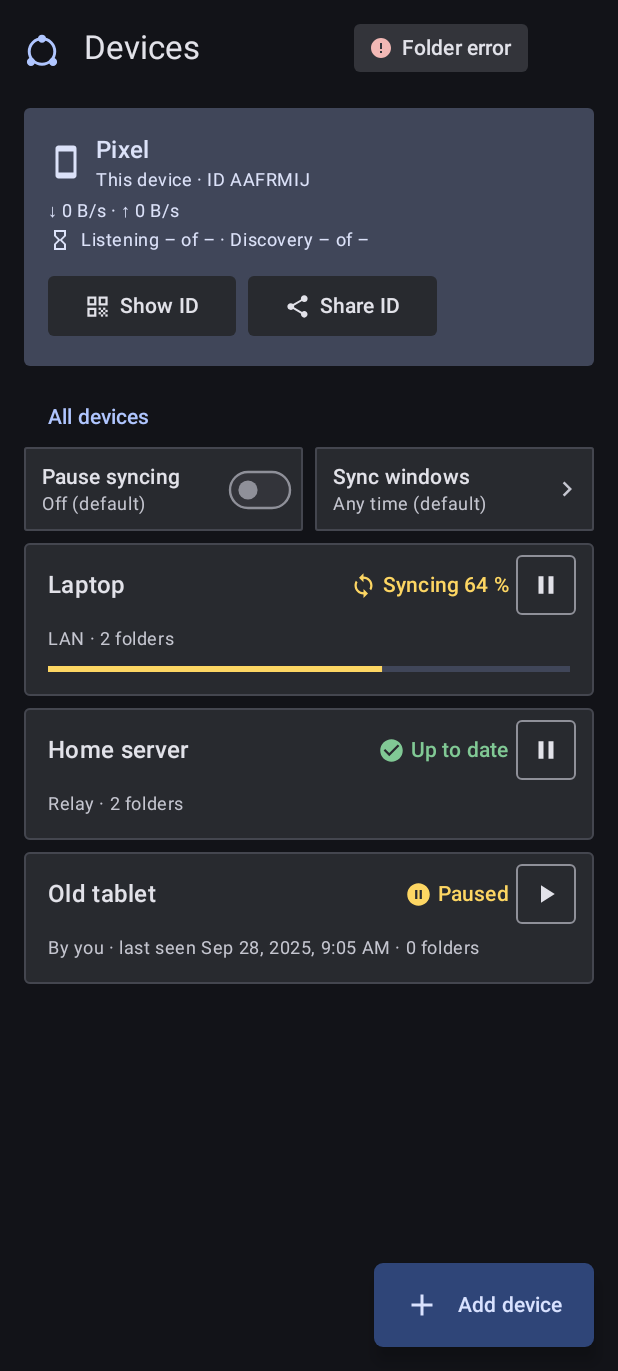 Devices
Folder error
Pixel
This device · ID AAFRMIJ
↓ 0 B/s · ↑ 0 B/s
Listening – of – · Discovery – of –
Show ID
Share ID
All devices
Pause syncing
Off (default)
Sync windows
Any time (default)
Laptop
Syncing 64 %
LAN · 2 folders
Home server
Up to date
Relay · 2 folders
Old tablet
Paused
By you · last seen Sep 28, 2025, 9:05 AM · 0 folders
Add device